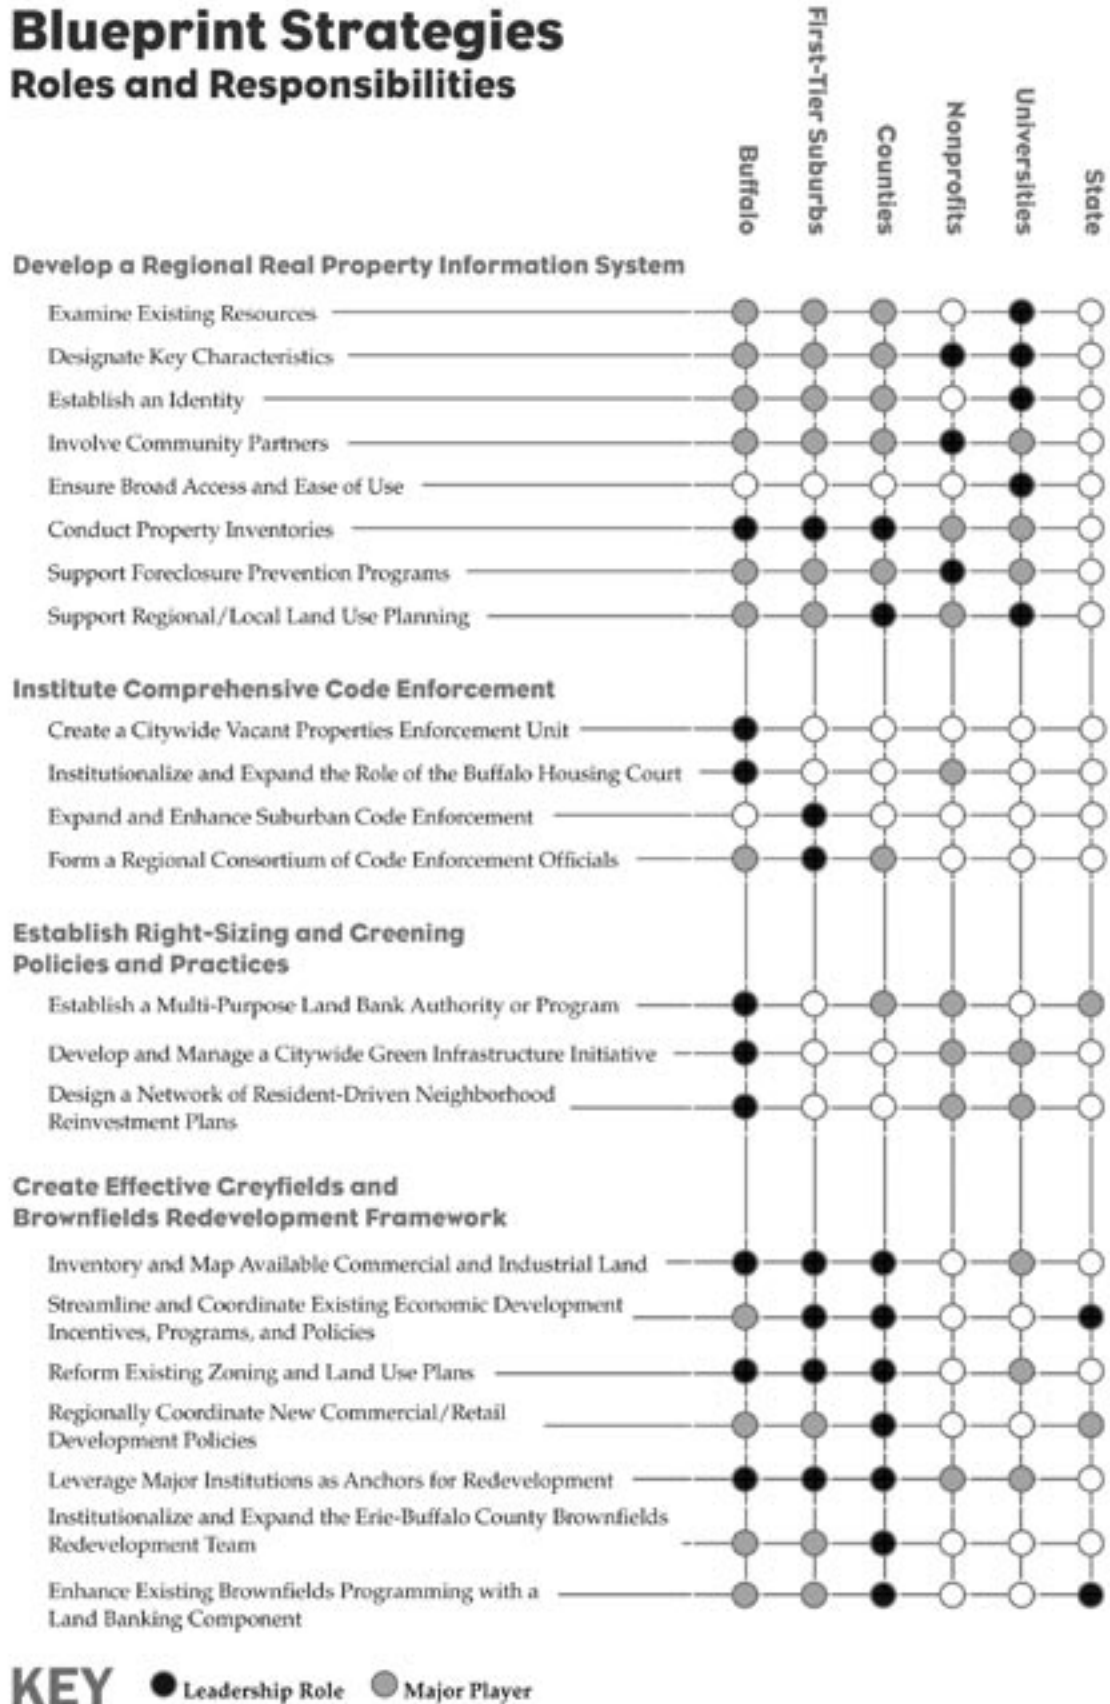 Blueprint Strategies
Roles and Responsibilities
Buffalo
First-Tier Suburbs
Counties
Nonprofits
Universities
State
Develop a Regional Real Property Information System
Examine Existing Resources
Designate Key Characteristics
Establish an Identity
Involve Community Partners
Ensure Broad Access and Ease of Use
Conduct Property Inventories
Support Foreclosure Prevention Programs
Support Regional/Local Land Use Planning
Institute Comprehensive Code Enforcement
Create a Citywide Vacant Properties Enforcement Unit
Institutionalize and Expand the Role of the Buffalo Housing Court
Expand and Enhance Suburban Code Enforcement
Form a Regional Consortium of Code Enforcement Officials
Establish Right-Sizing and Greening
Policies and Practices
Establish a Multi-Purpose Land Bank Authority or Program
Develop and Manage a Citywide Green Infrastructure Initiative
Design a Network of Resident-Driven Neighborhood
Reinvestment Plans
Create Effective Greyfields and
Brownfields Redevelopment Framework
Inventory and Map Available Commercial and Industrial Land
Streamline and Coordinate Existing Economic Development
Incentives, Programs, and Policies
Reform Existing Zoning and Land Use Plans
Regionally Coordinate New Commercial/Retail
Development Policies
Leverage Major Institutions as Anchors for Redevelopment
Institutionalize and Expand the Erie-Buffalo County Brownfields
Redevelopment Team
Enhance Existing Brownfields Programming with a
Land Banking Component
KEY Leadership Role Major Player